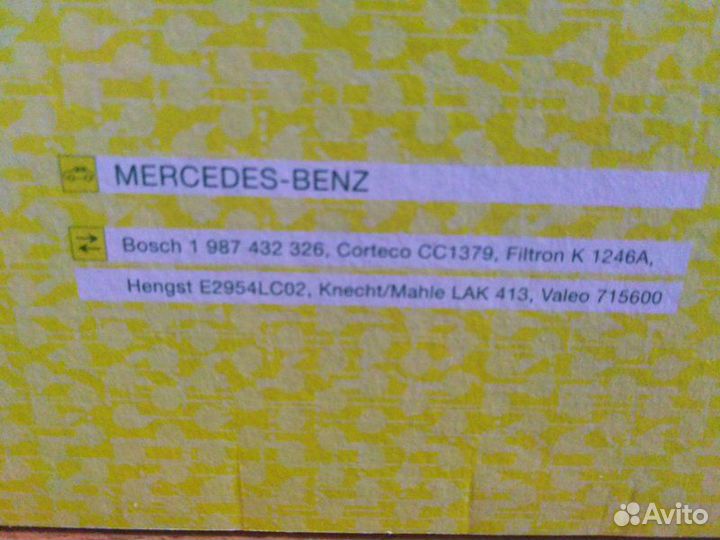 MERCEDES-BENZ
Bosch 1 987 432 326, Corteco CC1379, Filtron K 1246A,
Hengst E2954LC02, Knecht/Mahle LAK 413, Valeo 715600
Avito